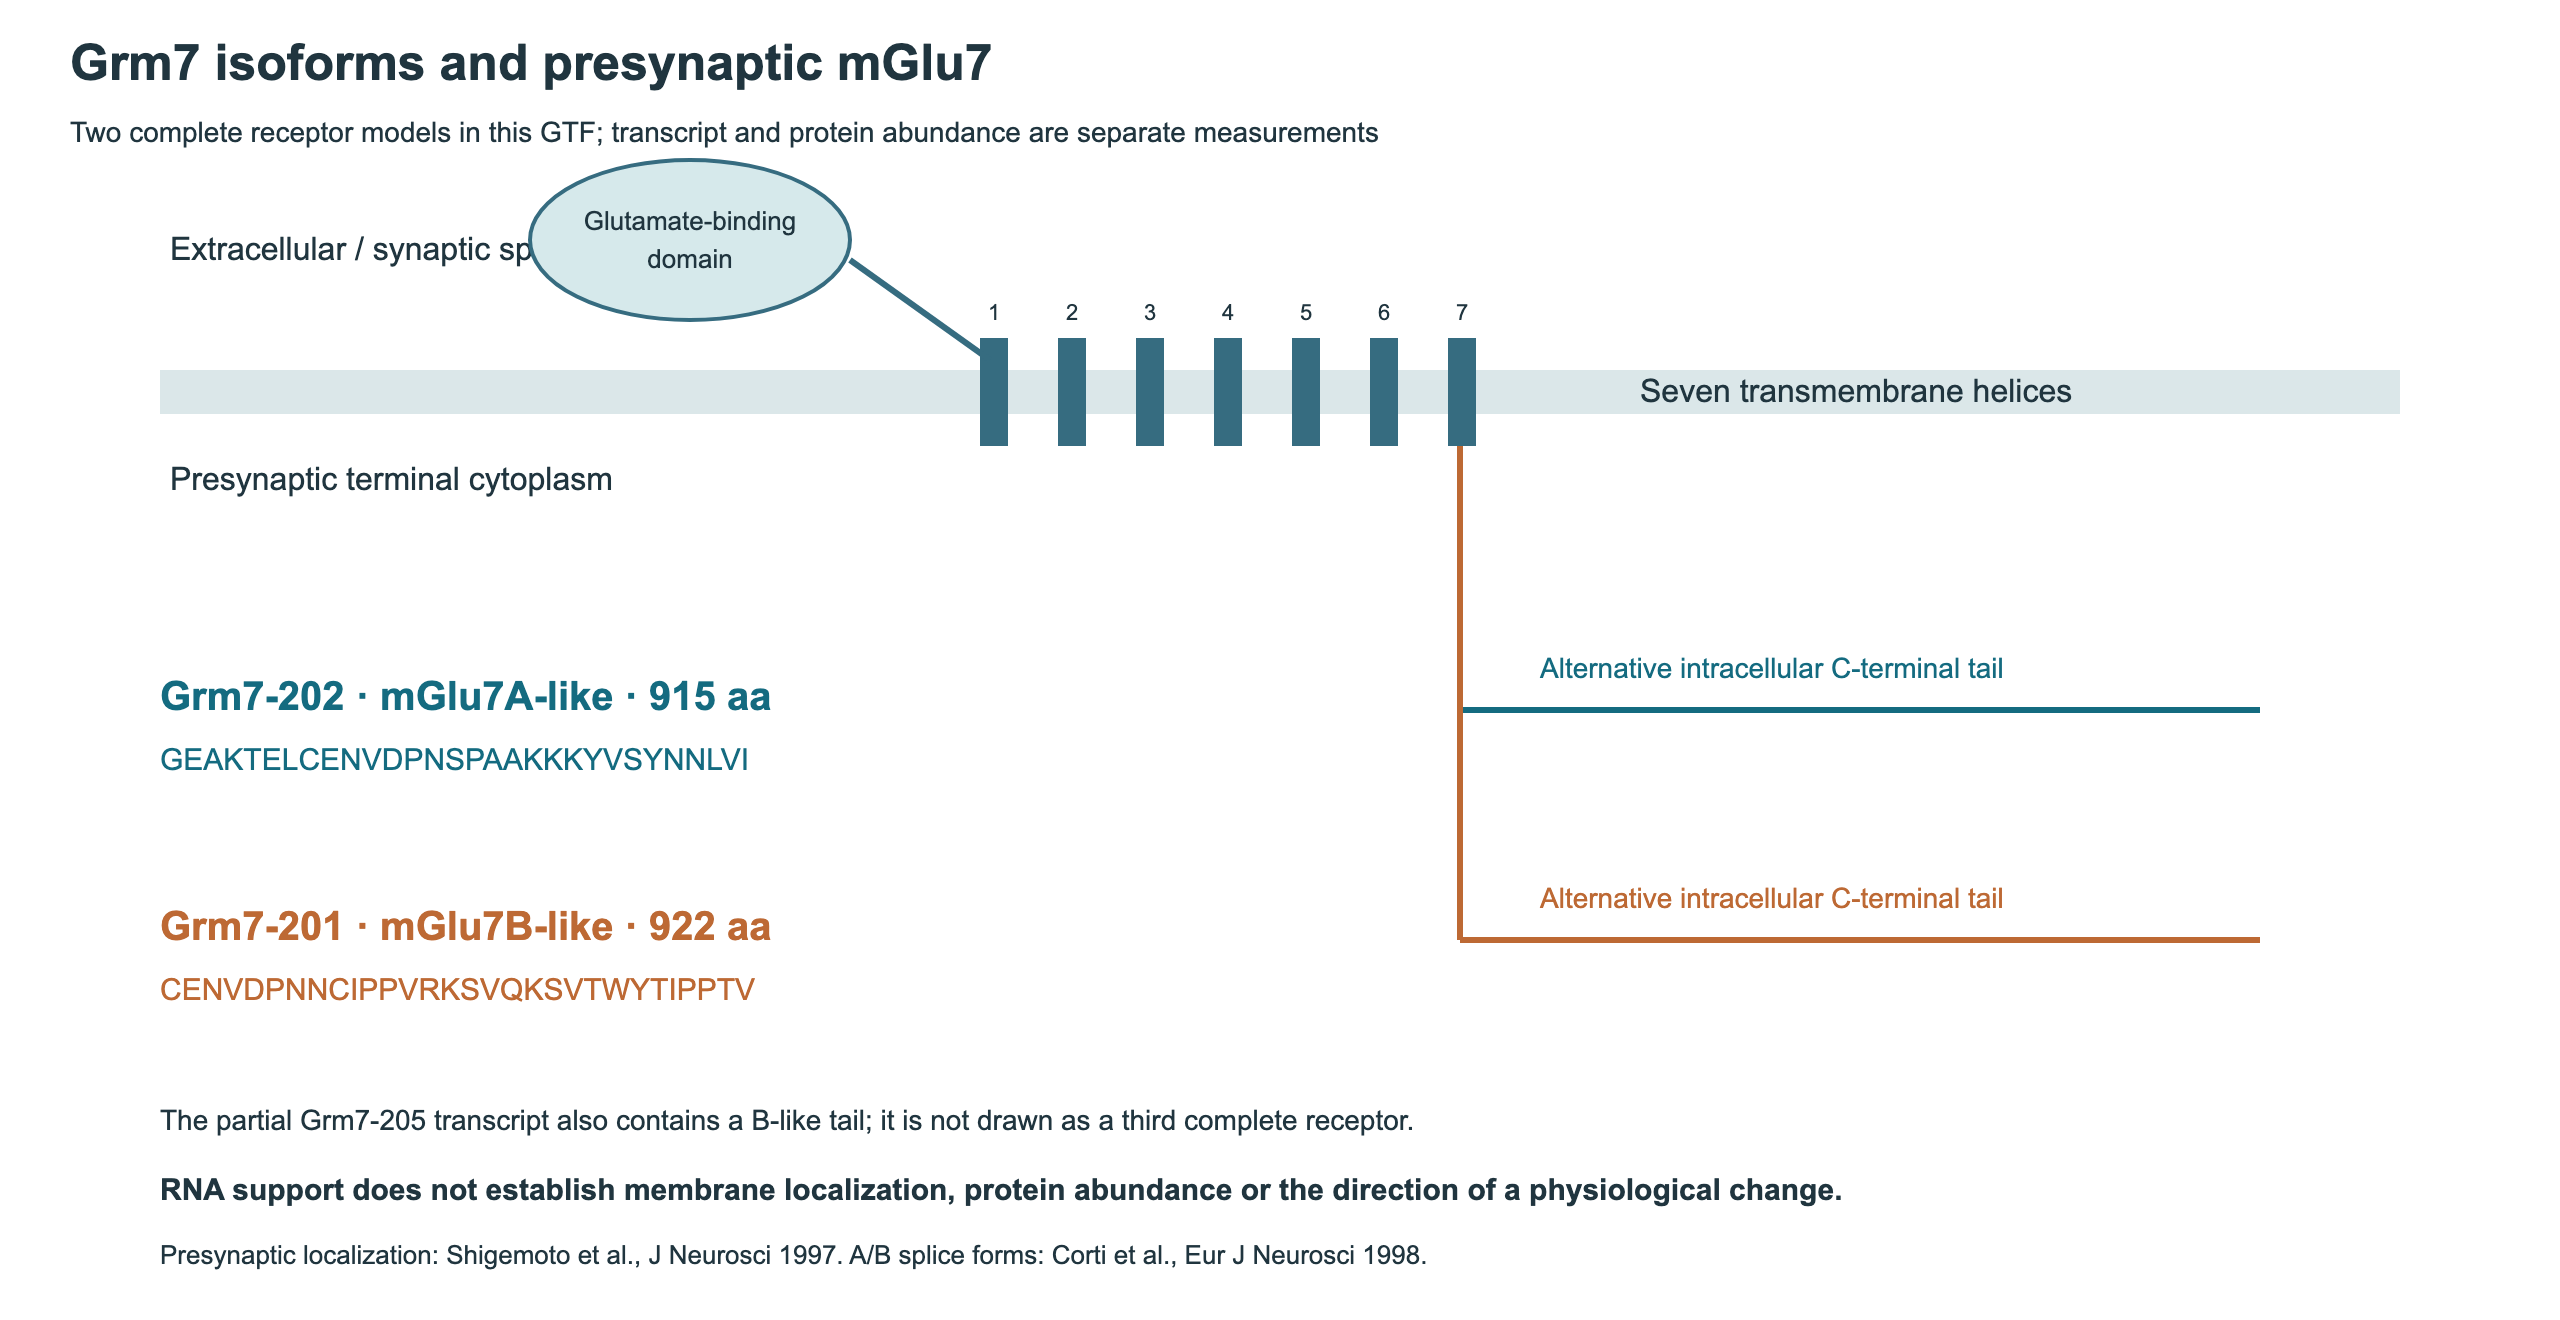 Grm7 isoforms and presynaptic mGlu7
Two complete receptor models in this GTF; transcript and protein abundance are separate measurements
Glutamate-binding
domain
Extracellular / synaptic
1 2 3 4 5 6 7
Seven transmembrane helices
Presynaptic terminal cytoplasm
Alternative intracellular C-terminal tail
Grm7-202 · mGlu7A-like · 915 aa
GEAKTELCENVDPNSPAAKKKYVSYNNLVI
Alternative intracellular C-terminal tail
Grm7-201 · mGlu7B-like · 922 aa
CENVDPNNCIPPVRKSVQKSVTWYTIPPTV
The partial Grm7-205 transcript also contains a B-like tail; it is not drawn as a third complete receptor.
RNA support does not establish membrane localization, protein abundance or the direction of a physiological change.
Presynaptic localization: Shigemoto et al., J Neurosci 1997. A/B splice forms: Corti et al., Eur J Neurosci 1998.